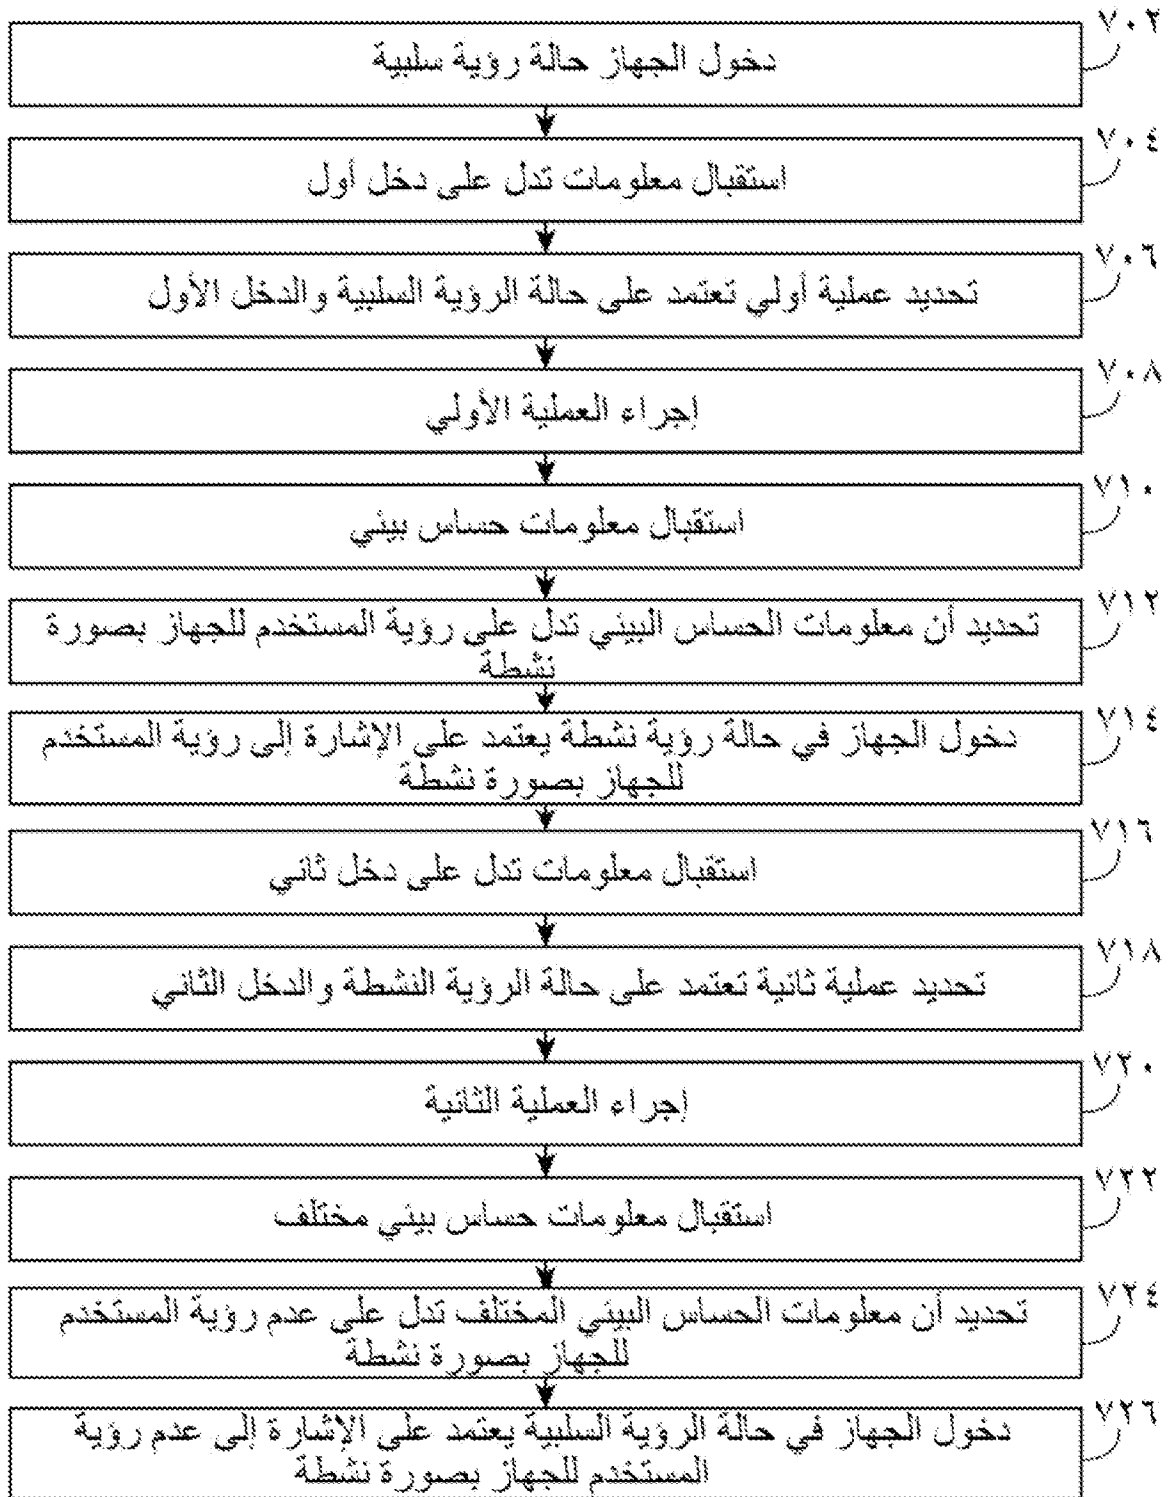 ٧٠٢
دخول الجهاز حالة رؤية سلبية
٧٠٤
استقبال معلومات تدل على دخل أول
٧٠٦
تحديد عملية أولي تعتمد على حالة الرؤية السلبية والدخل الأول
٧٠٨
إجراء العملية الأولي
٧١٠
استقبال معلومات حساس بيئي
٧١٢
تحديد أن معلومات الحساس البيئي تدل على رؤية المستخدم للجهاز بصورة
نشطة
٧١٤
دخول الجهاز في حالة رؤية نشطة يعتمد على الإشارة إلى رؤية المستخدم
للجهاز بصورة نشطة
٧١٦
استقبال معلومات تدل على دخل ثاني
٧١٨
تحديد عملية ثانية تعتمد على حالة الرؤية النشطة والدخل الثاني
٧٢٠
إجراء العملية الثانية
٧٢٢
استقبال معلومات حساس بيئي مختلف
٧٢٤
تحديد أن معلومات الحساس البيئي المختلف تدل على عدم رؤية المستخدم
للجهاز بصورة نشطة
٧٢٦
دخول الجهاز في حالة الرؤية السلبية يعتمد على الإشارة إلى عدم رؤية
المستخدم للجهاز بصورة نشطة